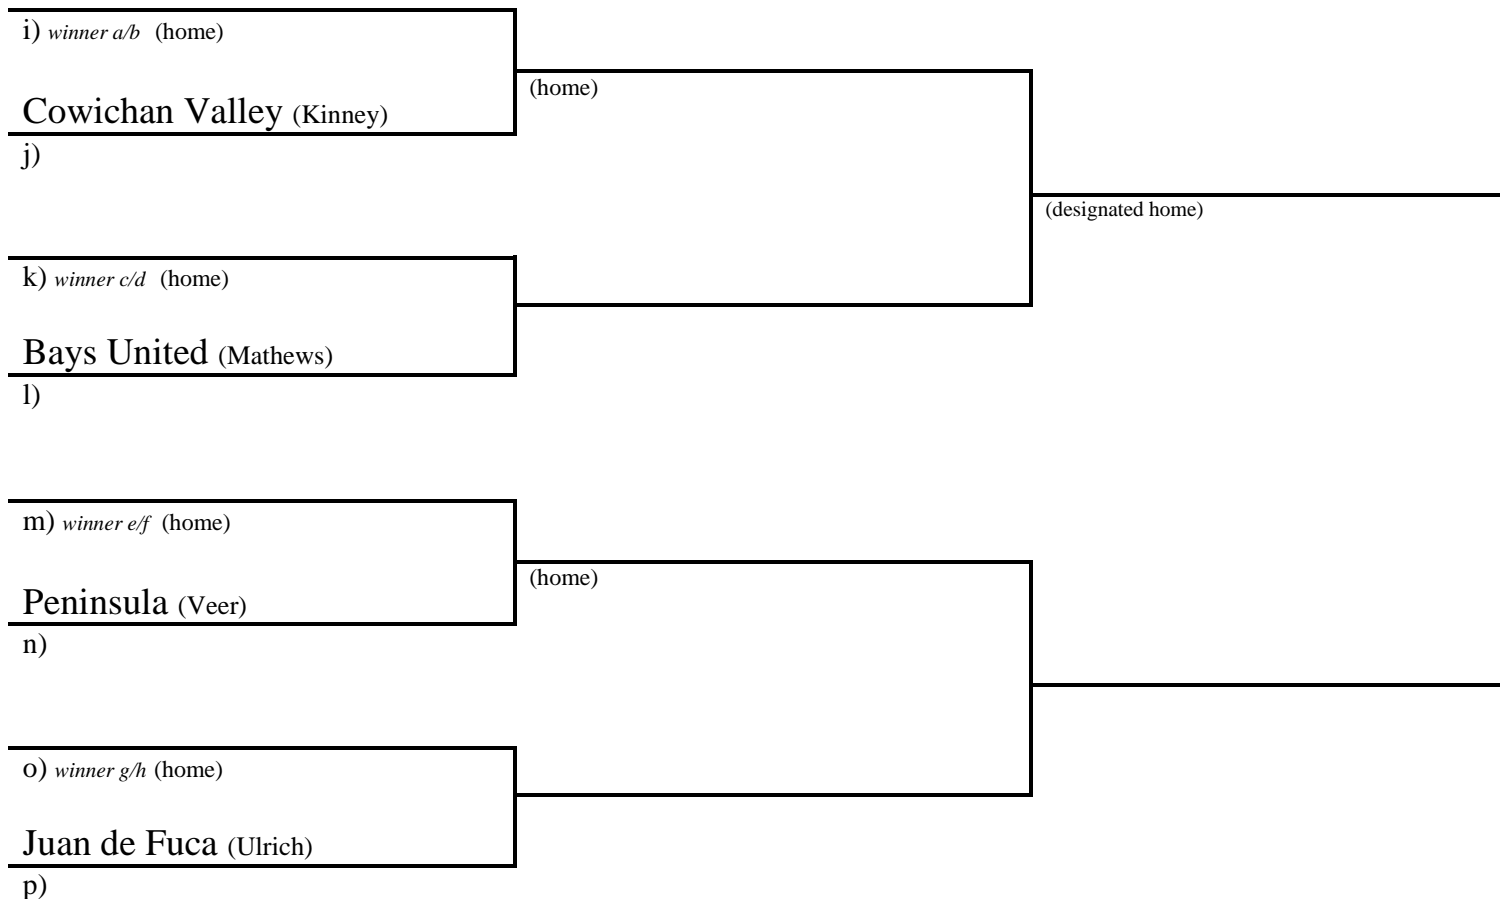 i) winner a/b (home)
(home)
Cowichan Valley (Kinney)
j)
(designated home)
k) winner c/d (home)
Bays United (Mathews)
l)
m) winner e/f (home)
(home)
Peninsula (Veer)
n)
o) winner g/h (home)
Juan de Fuca (Ulrich)
p)